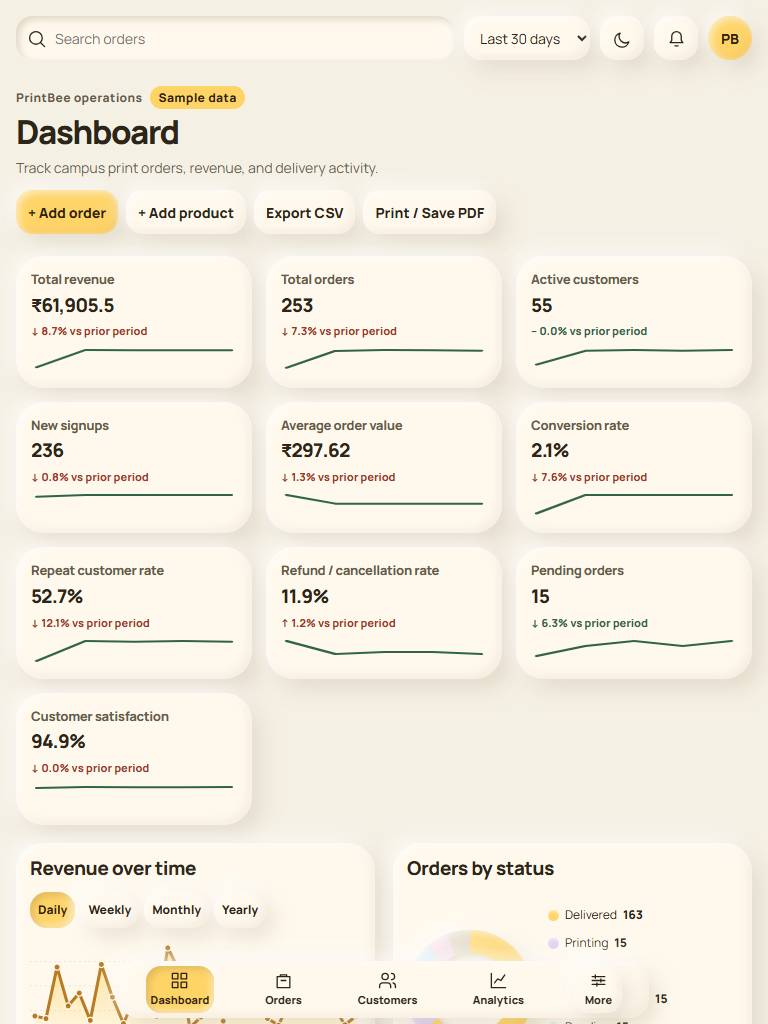 Search orders
Last 30 days
PB
PrintBee operations
Sample data
Dashboard
Track campus print orders, revenue, and delivery activity.
+ Add order
+ Add product
Export CSV
Print / Save PDF
Total revenue
₹61,905.5
↓ 8.7% vs prior period
Total orders
253
↓ 7.3% vs prior period
Active customers
55
– 0.0% vs prior period
New signups
236
↓ 0.8% vs prior period
Average order value
₹297.62
↓ 1.3% vs prior period
Conversion rate
2.1%
↓ 7.6% vs prior period
Repeat customer rate
52.7%
↓ 12.1% vs prior period
Refund / cancellation rate
11.9%
↑ 1.2% vs prior period
Pending orders
15
↓ 6.3% vs prior period
Customer satisfaction
94.9%
↓ 0.0% vs prior period
Revenue over time
Daily
Weekly
Monthly
Yearly
Orders by status
Delivered 163
Printing 15
15
Dashboard
Orders
Customers
Analytics
More